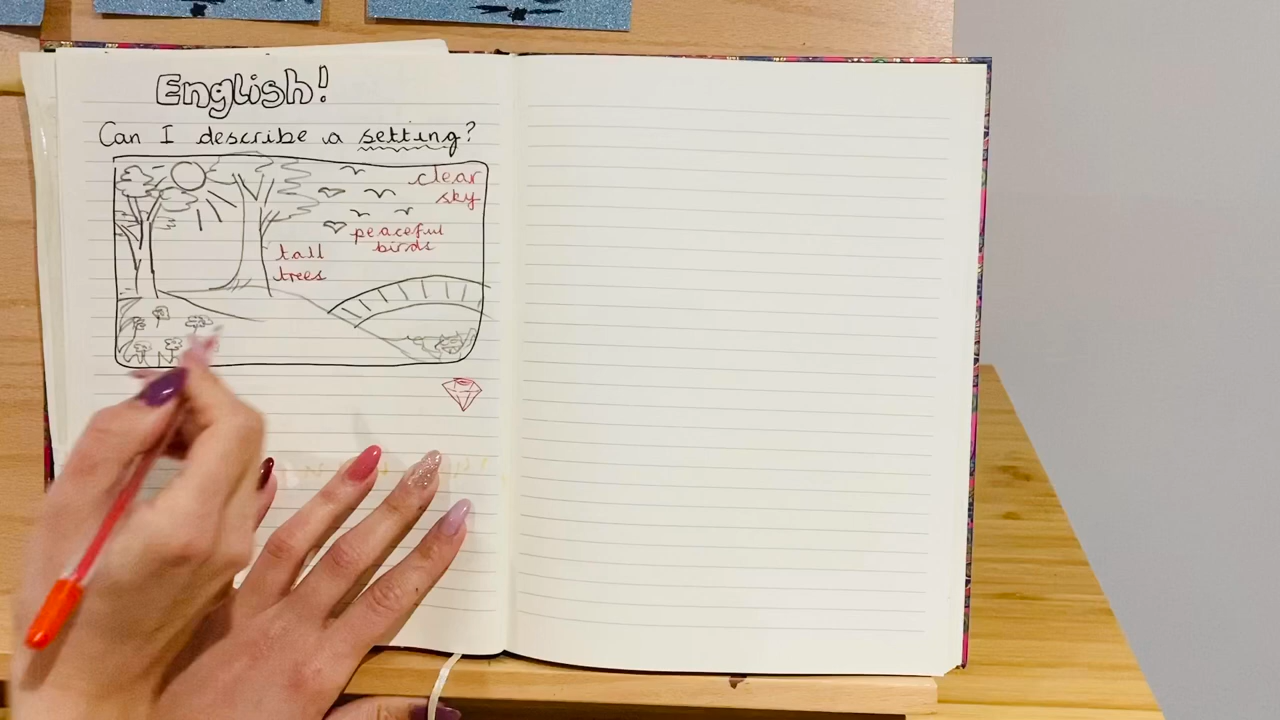 English!
Can I describe a setting?
clear
sky
peaceful
birds
tall
trees